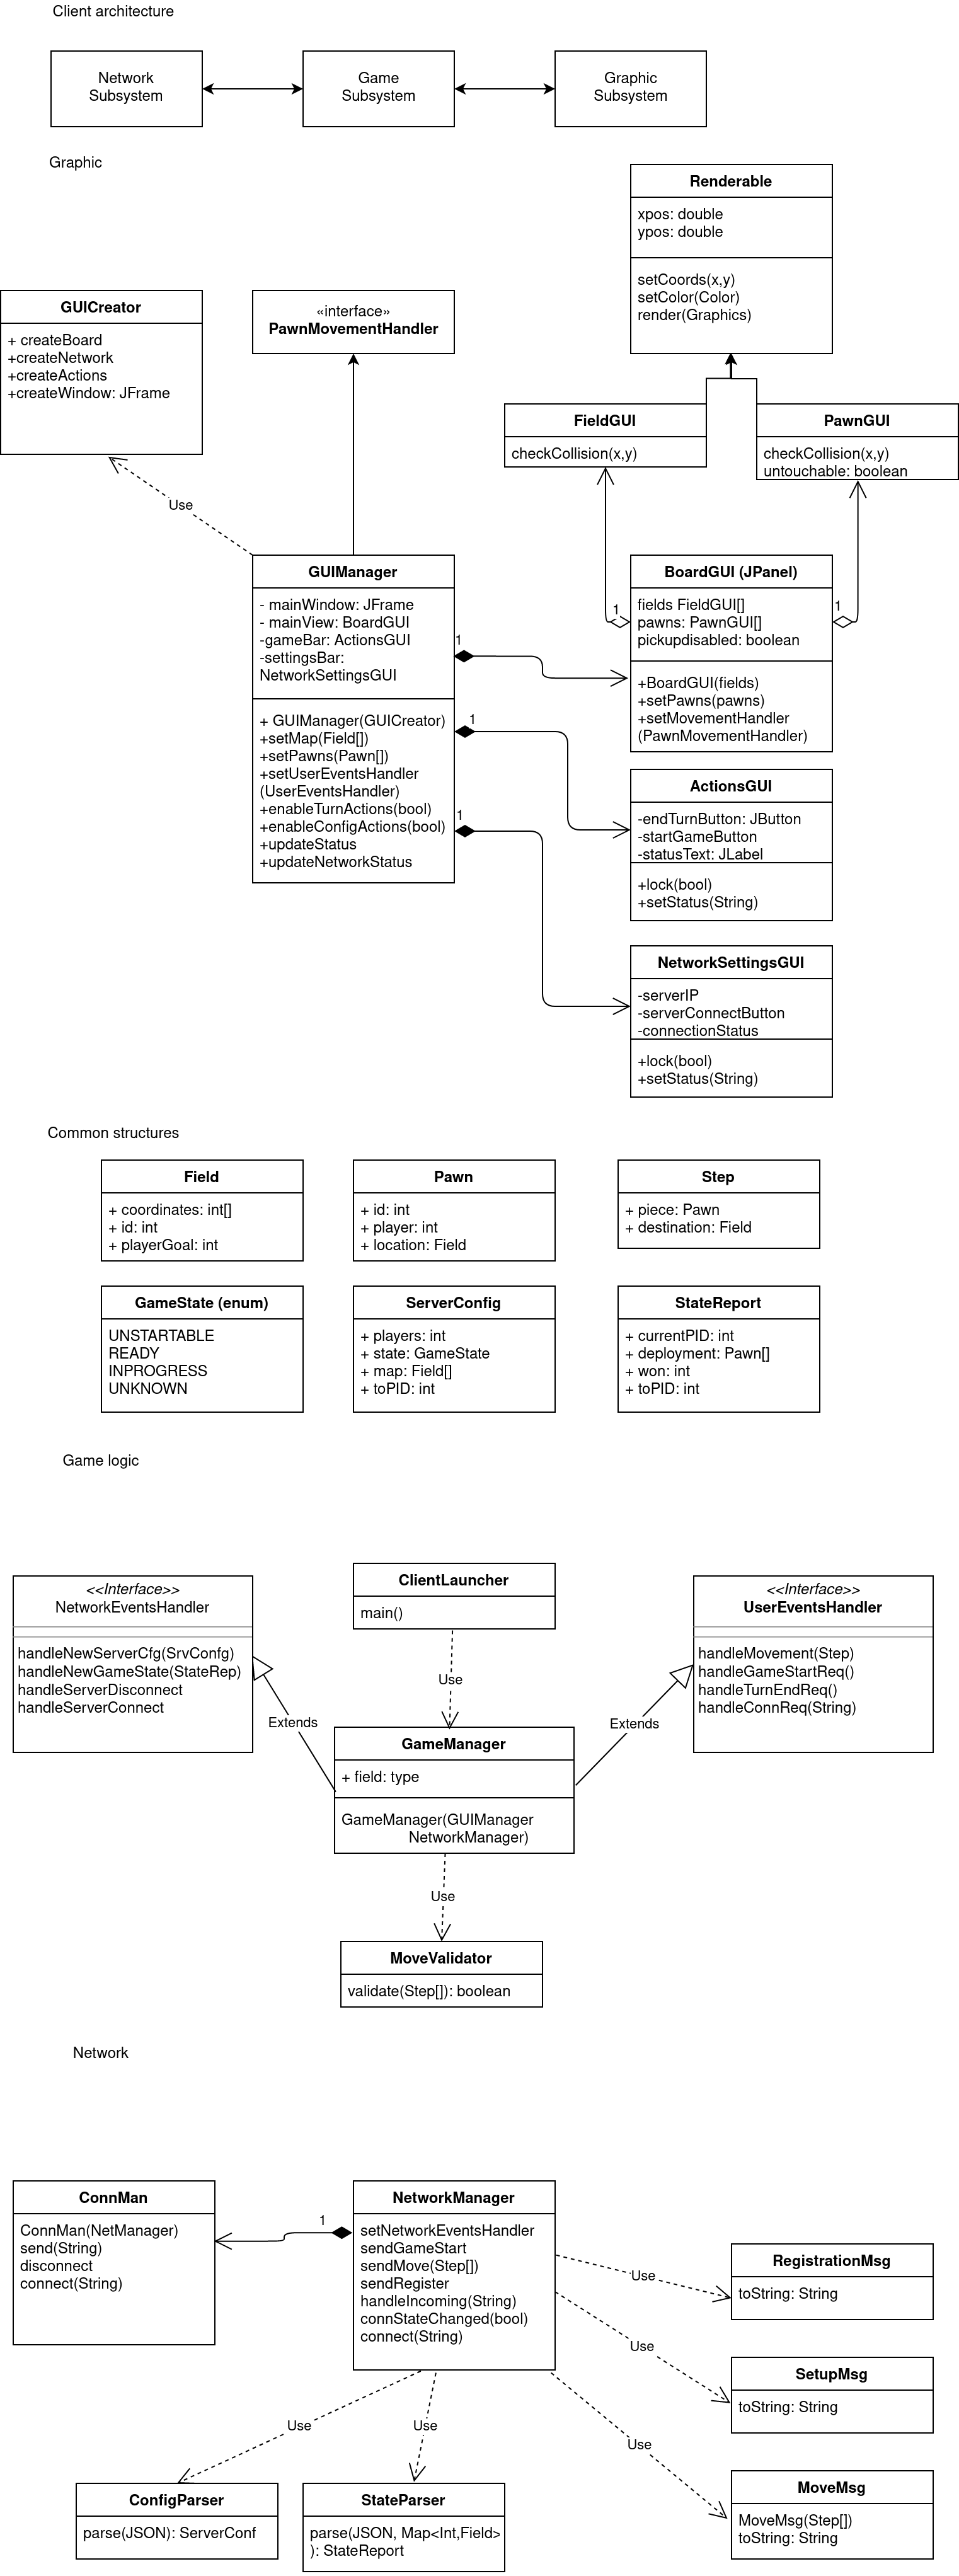 Client architecture
Network
Subsystem
Game
Subsystem
Graphic
Subsystem
Graphic
Renderable
xpos: double
ypos: double
setCoords(x,y)
setColor(Color)
render(Graphics)
GUICreator
+ createBoard
+createNetwork
+createActions
+createWindow: JFrame
«interface»
PawnMovementHandler
FieldGUI
checkCollision(x,y)
PawnGUI
checkCollision(x,y)
untouchable: boolean
Use
GUIManager
- mainWindow: JFrame
- mainView: BoardGUI
-gameBar: ActionsGUI
-settingsBar:
NetworkSettingsGUI
+ GUIManager(GUICreator)
+setMap(Field[])
+setPawns(Pawn[])
+setUserEventsHandler
(UserEventsHandler)
+enableTurnActions(bool)
+enableConfigActions(bool)
+updateStatus
+updateNetworkStatus
1
1
1
1
1
BoardGUI (JPanel)
fields FieldGUI[]
pawns: PawnGUI[]
pickupdisabled: boolean
+BoardGUI(fields)
+setPawns(pawns)
+setMovementHandler
(PawnMovementHandler)
ActionsGUI
-endTurnButton: JButton
-startGameButton
-statusText: JLabel
+lock(bool)
+setStatus(String)
NetworkSettingsGUI
-serverIP
-serverConnectButton
-connectionStatus
+lock(bool)
+setStatus(String)
Common structures
Field
+ coordinates: int[]
+ id: int
+ playerGoal: int
Pawn
+ id: int
+ player: int
+ location: Field
Step
+ piece: Pawn
+ destination: Field
GameState (enum)
UNSTARTABLE
READY
INPROGRESS
UNKNOWN
ServerConfig
+ players: int
+ state: GameState
+ map: Field[]
+ toPID: int
StateReport
+ currentPID: int
+ deployment: Pawn[]
+ won: int
+ toPID: int
Game logic
<<Interface>>
NetworkEventsHandler
handleNewServerCfg(SrvConfg)
handleNewGameState(StateRep)
handleServerDisconnect
handleServerConnect
ClientLauncher
main()
<<Interface>>
UserEventsHandler
handleMovement(Step)
handleGameStartReq()
handleTurnEndReq()
handleConnReq(String)
Use
Extends
Extends
GameManager
+ field: type
GameManager(GUIManager
NetworkManager)
Use
MoveValidator
validate(Step[]): boolean
Network
ConnMan
ConnMan(NetManager)
send(String)
disconnect
connect(String)
1
NetworkManager
setNetworkEventsHandler
sendGameStart
sendMove(Step[])
sendRegister
handleIncoming(String)
connStateChanged(bool)
connect(String)
Use
RegistrationMsg
toString: String
Use
SetupMsg
toString: String
Use
Use
Use
MoveMsg
MoveMsg(Step[])
toString: String
ConfigParser
parse(JSON): ServerConf
StateParser
parse(JSON, Map<Int,Field>
): StateReport